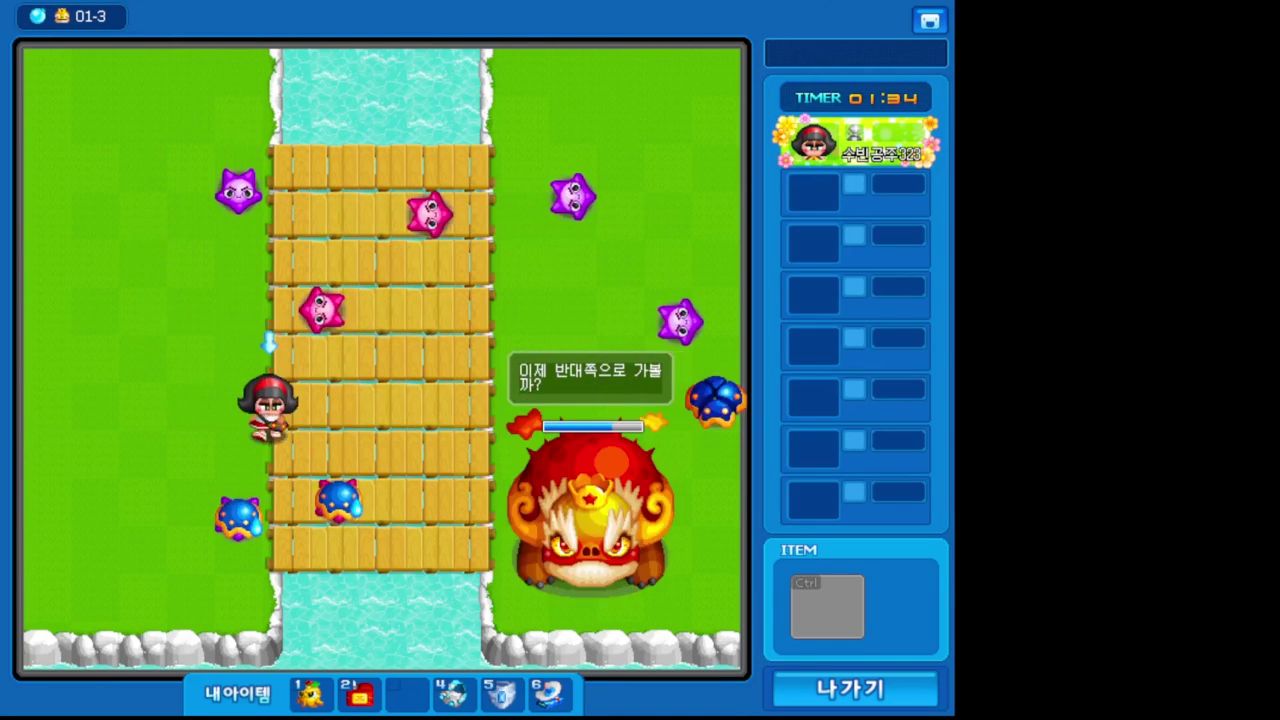 01-3
TIMER 01:34
수빈공주323
이제 반대쪽으로 가볼
까?
ITEM
Ctrl
나가기
내아이템
1
2
4
5
6